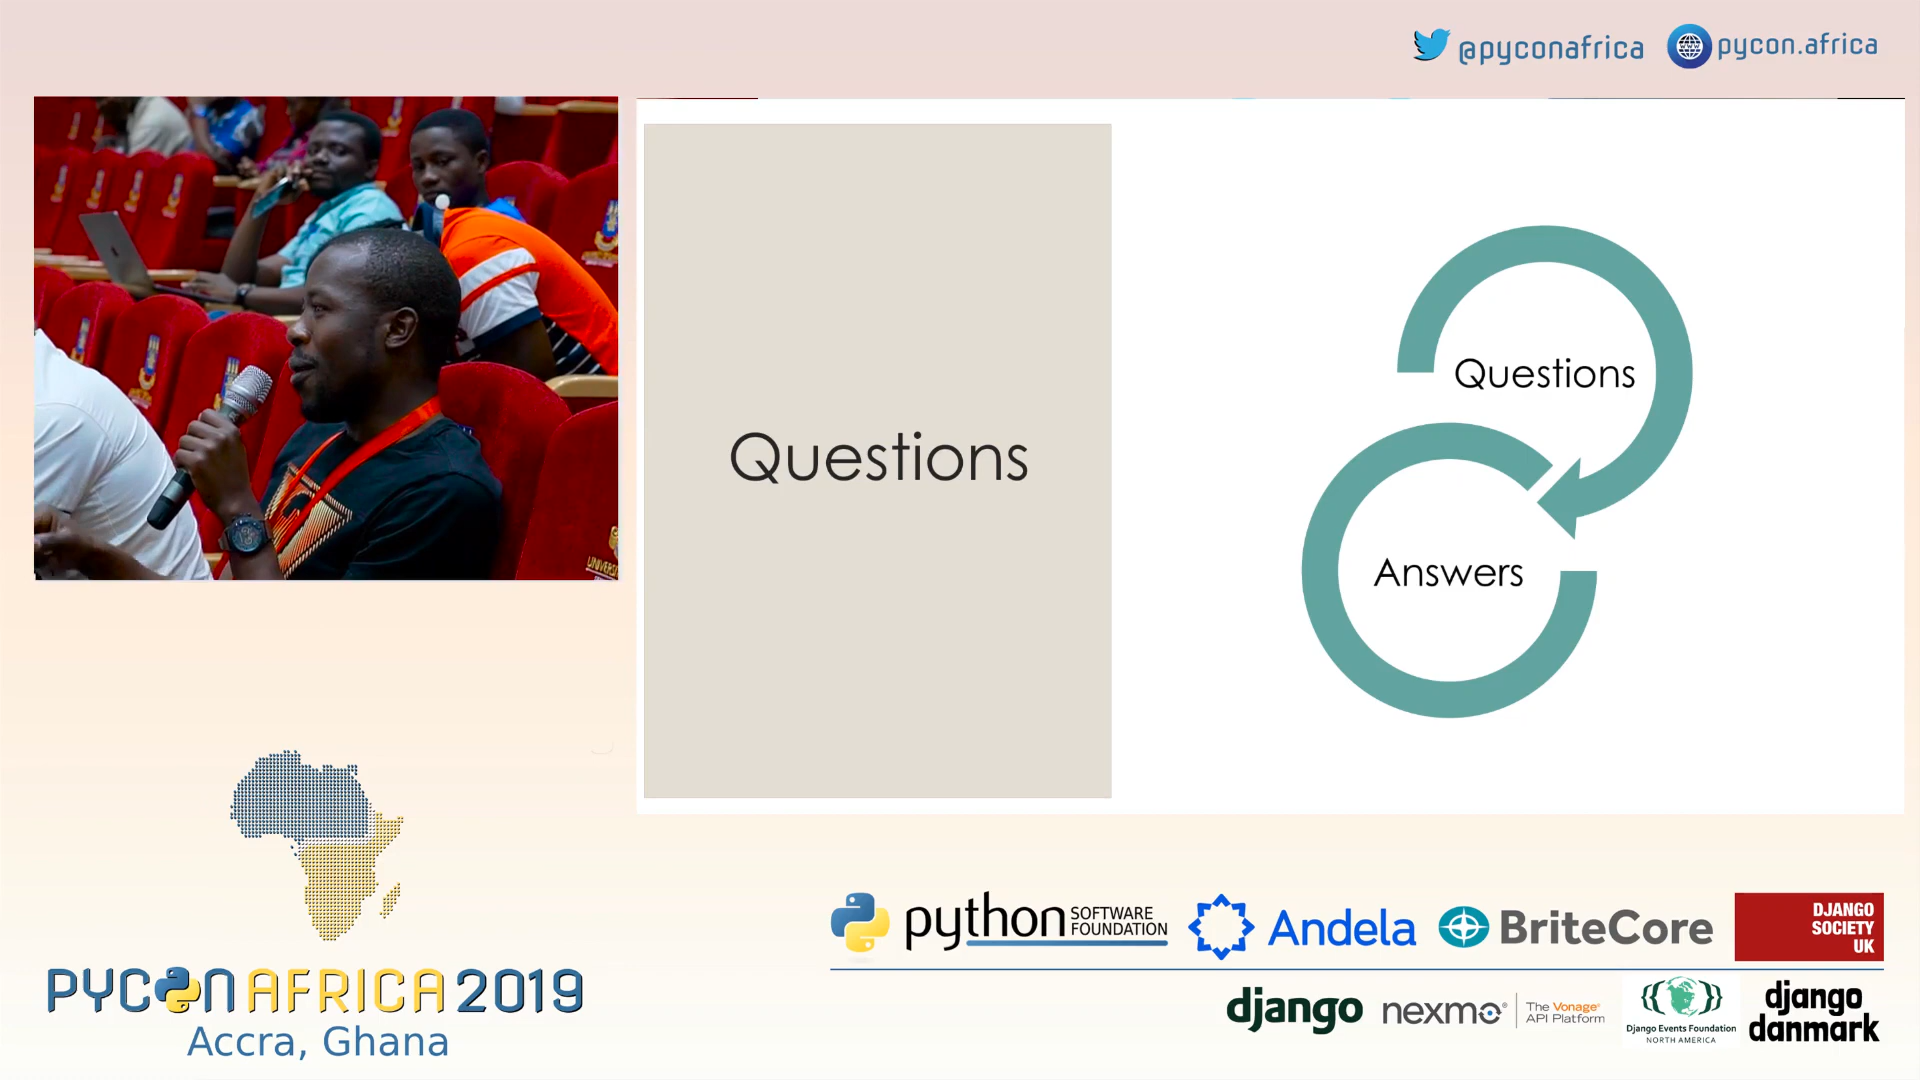 @pyconafrica
pycon.africa
Questions
Questions
Answers
PYCON AFRICA 2019
Accra, Ghana
python SOFTWARE FOUNDATION
Andela
BriteCore
DJANGO
SOCIETY
UK
django
nexmo
The Vonage®
API Platform
Django Events Foundation
NORTH AMERICA
django
danmark